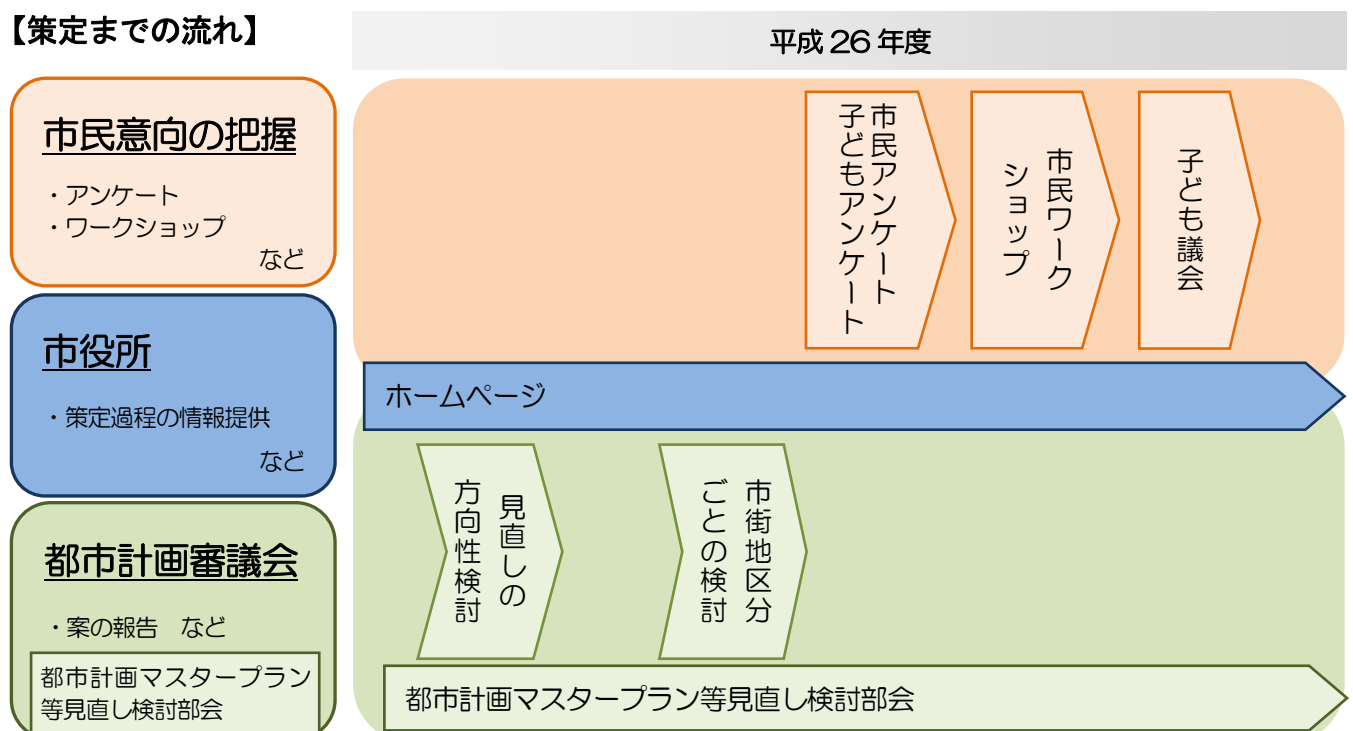 【策定までの流れ】
平成26年度
市民意向の把握
・アンケート
・ワークショップ
など
市民アンケート
子どもアンケート
市民ワーク
ショップ
子ども議会
市役所
・策定過程の情報提供
など
ホームページ
都市計画審議会
・案の報告　など
都市計画マスタープラン
等見直し検討部会
見直しの
方向性検討
市街地区分
ごとの検討
都市計画マスタープラン等見直し検討部会